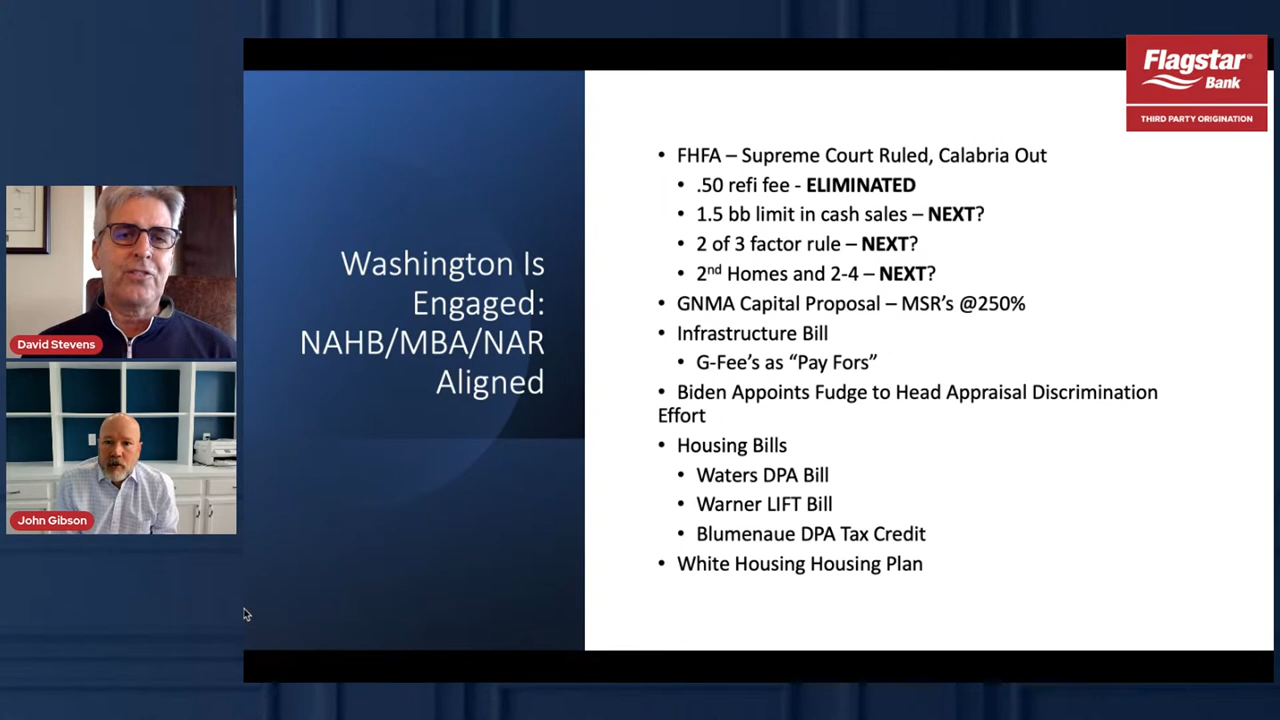 Flagstar®
Bank
THIRD PARTY ORIGINATION
Washington Is
Engaged:
NAHB/MBA/NAR
Aligned
• FHFA – Supreme Court Ruled, Calabria Out
• .50 refi fee - ELIMINATED
• 1.5 bb limit in cash sales – NEXT?
• 2 of 3 factor rule – NEXT?
• 2nd Homes and 2-4 – NEXT?
• GNMA Capital Proposal – MSR's @250%
• Infrastructure Bill
• G-Fee's as “Pay Fors”
• Biden Appoints Fudge to Head Appraisal Discrimination
Effort
• Housing Bills
• Waters DPA Bill
• Warner LIFT Bill
• Blumenaue DPA Tax Credit
• White Housing Housing Plan
David Stevens
John Gibson